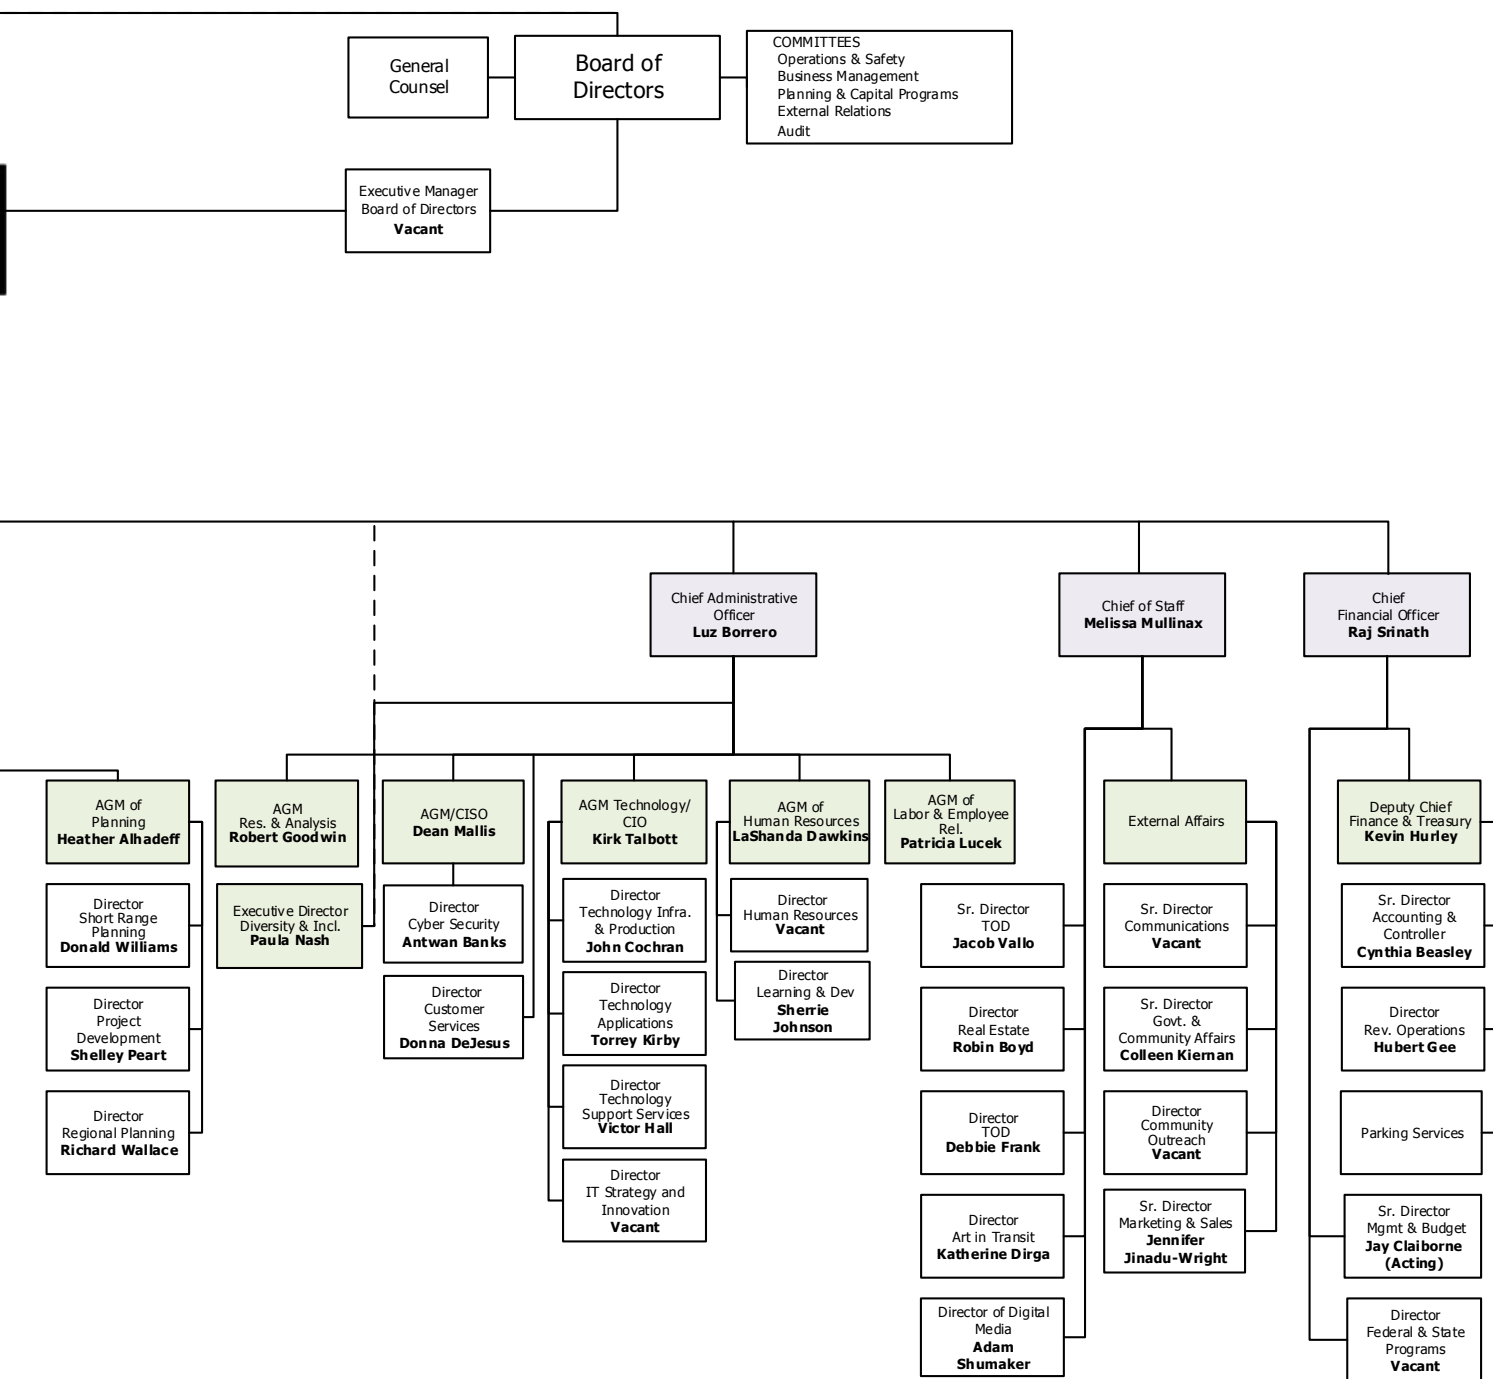 General
Counsel
Board of
Directors
COMMITTEES
Operations & Safety
Business Management
Planning & Capital Programs
External Relations
Audit
Executive Manager
Board of Directors
Vacant
Chief Administrative
Officer
Luz Borrero
Chief of Staff
Melissa Mullinax
Chief
Financial Officer
Raj Srinath
AGM of
Planning
Heather Alhadeff
AGM
Res. & Analysis
Robert Goodwin
AGM/CISO
Dean Mallis
AGM Technology/
CIO
Kirk Talbott
AGM of
Human Resources
LaShanda Dawkins
AGM of
Labor & Employee
Rel.
Patricia Lucek
External Affairs
Deputy Chief
Finance & Treasury
Kevin Hurley
Director
Short Range
Planning
Donald Williams
Executive Director
Diversity & Incl.
Paula Nash
Director
Cyber Security
Antwan Banks
Director
Technology Infra.
& Production
John Cochran
Director
Human Resources
Vacant
Sr. Director
TOD
Jacob Vallo
Sr. Director
Communications
Vacant
Sr. Director
Accounting &
Controller
Cynthia Beasley
Director
Project
Development
Shelley Peart
Director
Customer
Services
Donna DeJesus
Director
Technology
Applications
Torrey Kirby
Director
Learning & Dev
Sherrie
Johnson
Director
Real Estate
Robin Boyd
Sr. Director
Govt. &
Community Affairs
Colleen Kiernan
Director
Rev. Operations
Hubert Gee
Director
Regional Planning
Richard Wallace
Director
Technology
Support Services
Victor Hall
Director
TOD
Debbie Frank
Director
Community
Outreach
Vacant
Parking Services
Director
IT Strategy and
Innovation
Vacant
Director
Art in Transit
Katherine Dirga
Sr. Director
Marketing & Sales
Jennifer
Jinadu-Wright
Sr. Director
Mgmt & Budget
Jay Claiborne
(Acting)
Director of Digital
Media
Adam
Shumaker
Director
Federal & State
Programs
Vacant